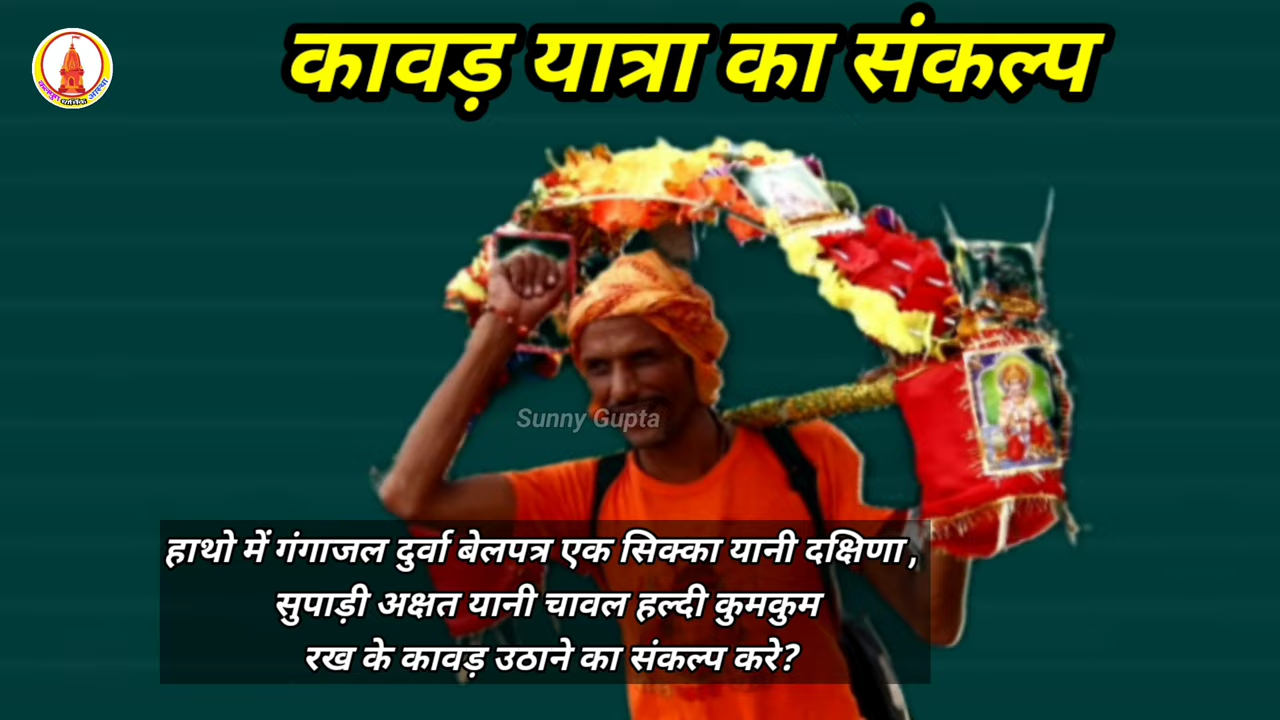 कावड़ यात्रा का संकल्प
Sunny Gupta
हाथो में गंगाजल दुर्वा बेलपत्र एक सिक्का यानी दक्षिणा,
सुपाड़ी अक्षत यानी चावल हल्दी कुमकुम
रख के कावड़ उठाने का संकल्प करे?